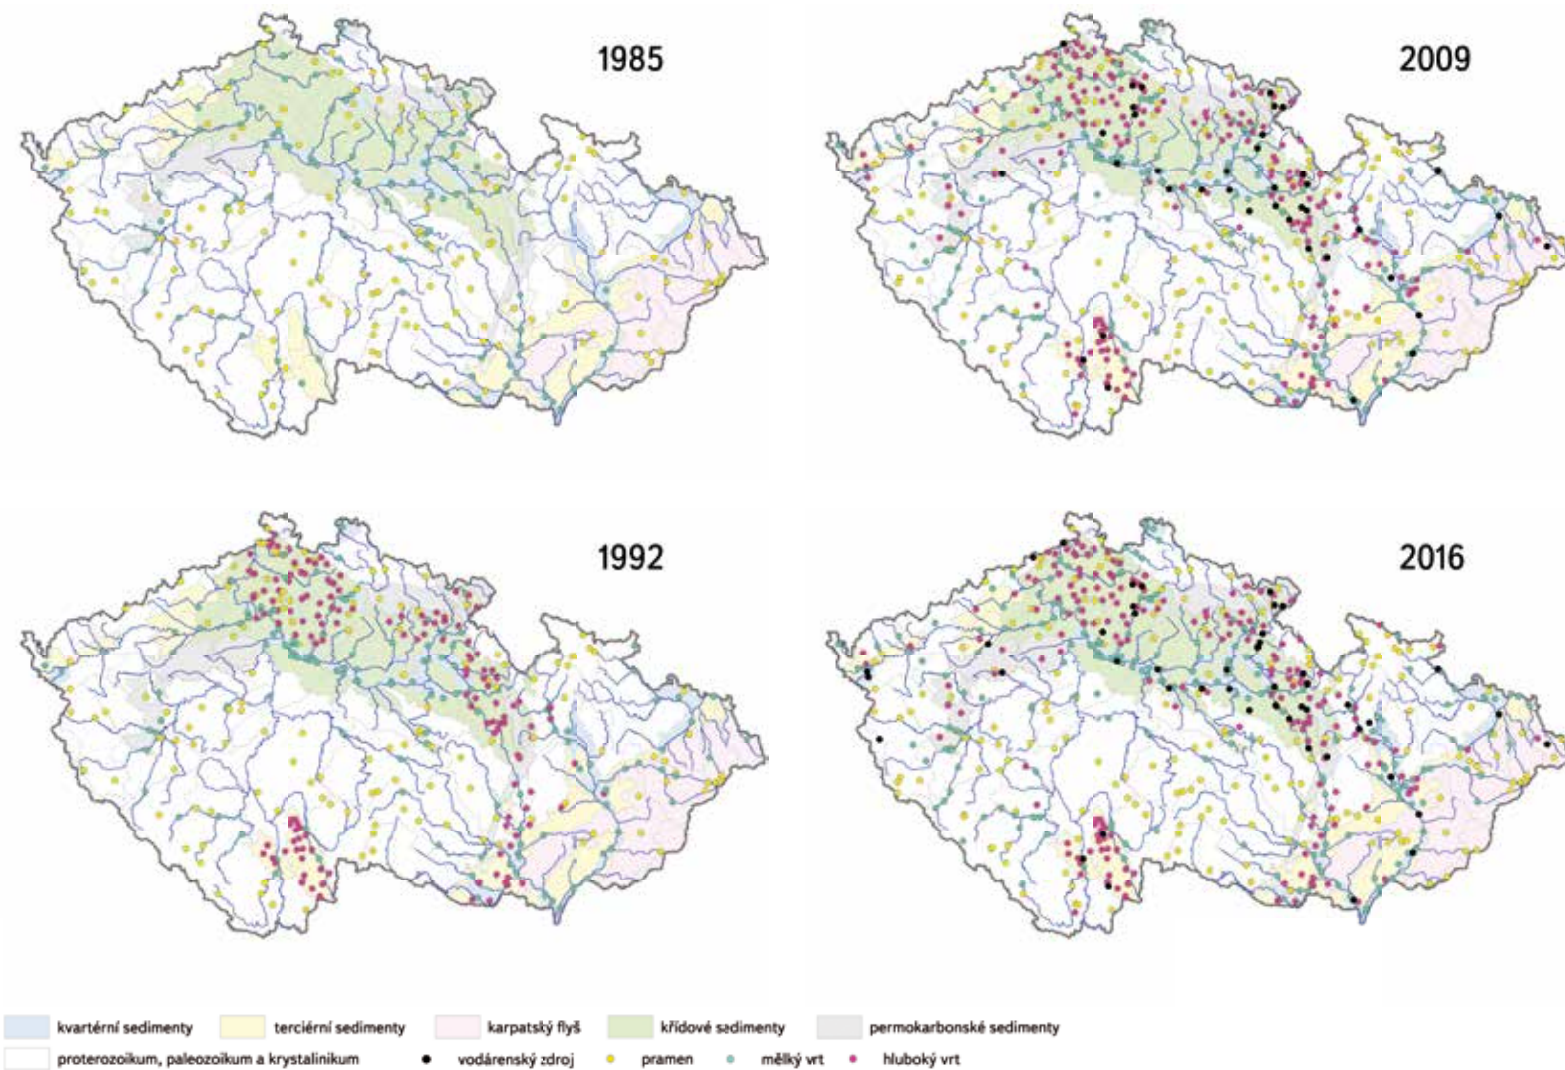 1985
2009
1992
2016
kvartérní sedimenty terciérní sedimenty karpatský flyš křídové sedimenty permokarbonské sedimenty
proterozoikum, paleozoikum a krystalinikum vodárenský zdroj pramen mělký vrt hluboký vrt